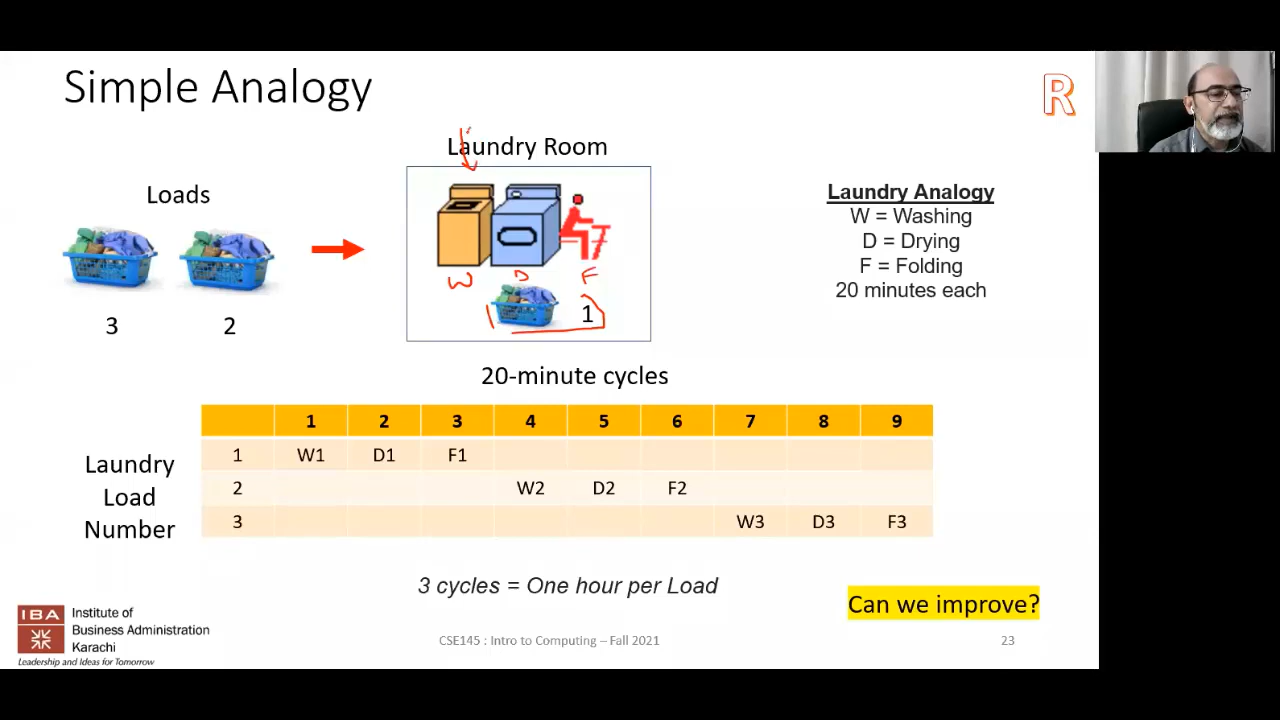 Simple Analogy
R
Laundry Room
Loads
Laundry Analogy
W = Washing
D = Drying
F = Folding
20 minutes each
W D F
1
3 2
20-minute cycles
1 2 3 4 5 6 7 8 9
1 W1 D1 F1
2 W2 D2 F2
3 W3 D3 F3
Laundry
Load
Number
3 cycles = One hour per Load
Can we improve?
IBA
Institute of
Business Administration
Karachi
Leadership and Ideas for Tomorrow
CSE145 : Intro to Computing – Fall 2021
23